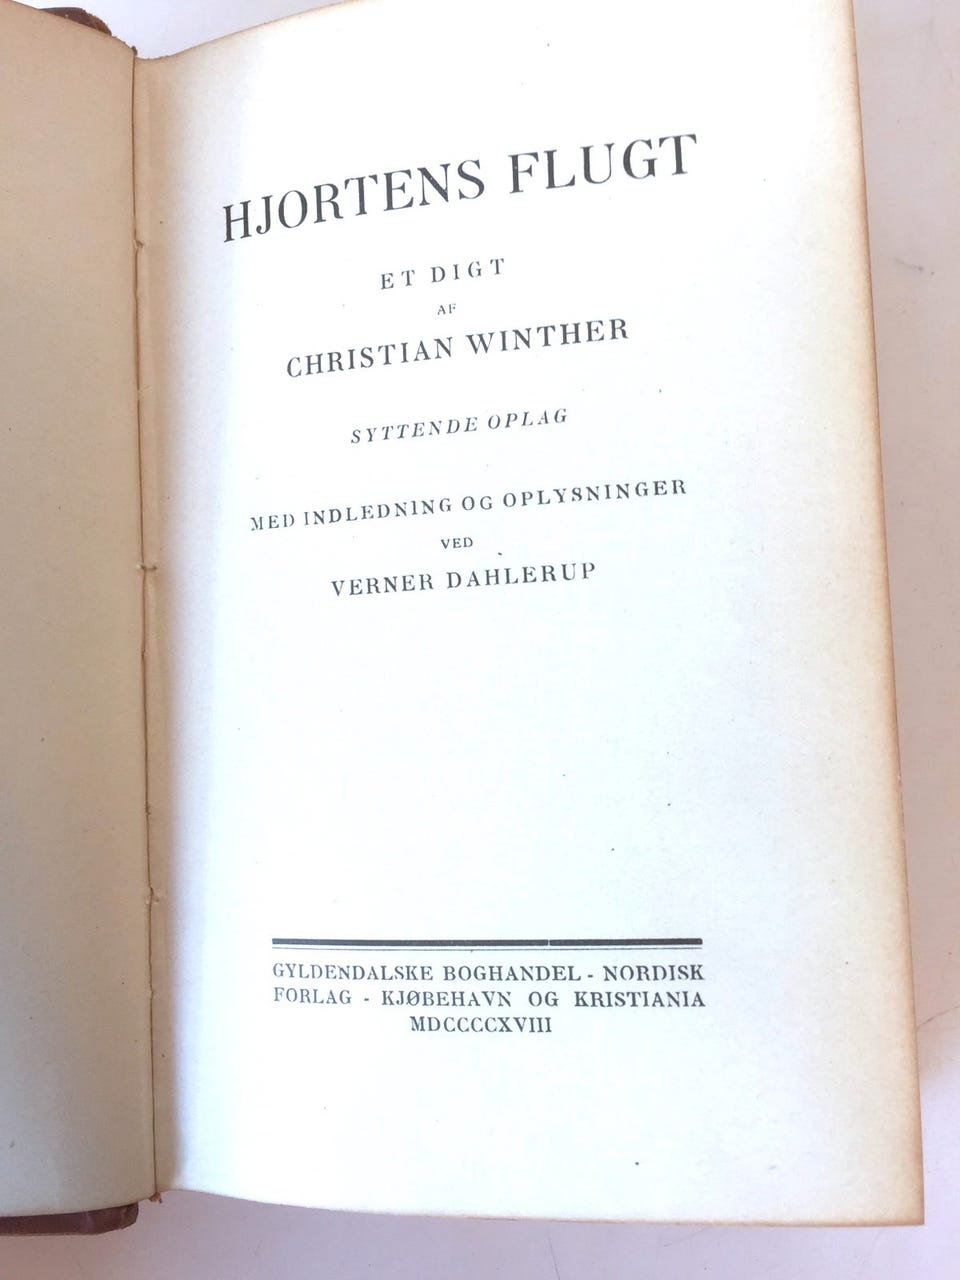 HJORTENS FLUGT
ET DIGT
AF
CHRISTIAN WINTHER
SYTTENDE OPLAG
MED INDLEDNING OG OPLYSNINGER
VED
VERNER DAHLERUP
GYLDENDALSKE BOGHANDEL - NORDISK
FORLAG - KJØBEHAVN OG KRISTIANIA
MDCCCCXVIII